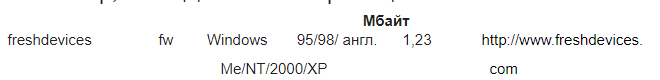 Мбайт
freshdevices fw Windows 95/98/ англ. 1,23 http://www.freshdevices.
Me/NT/2000/XP com